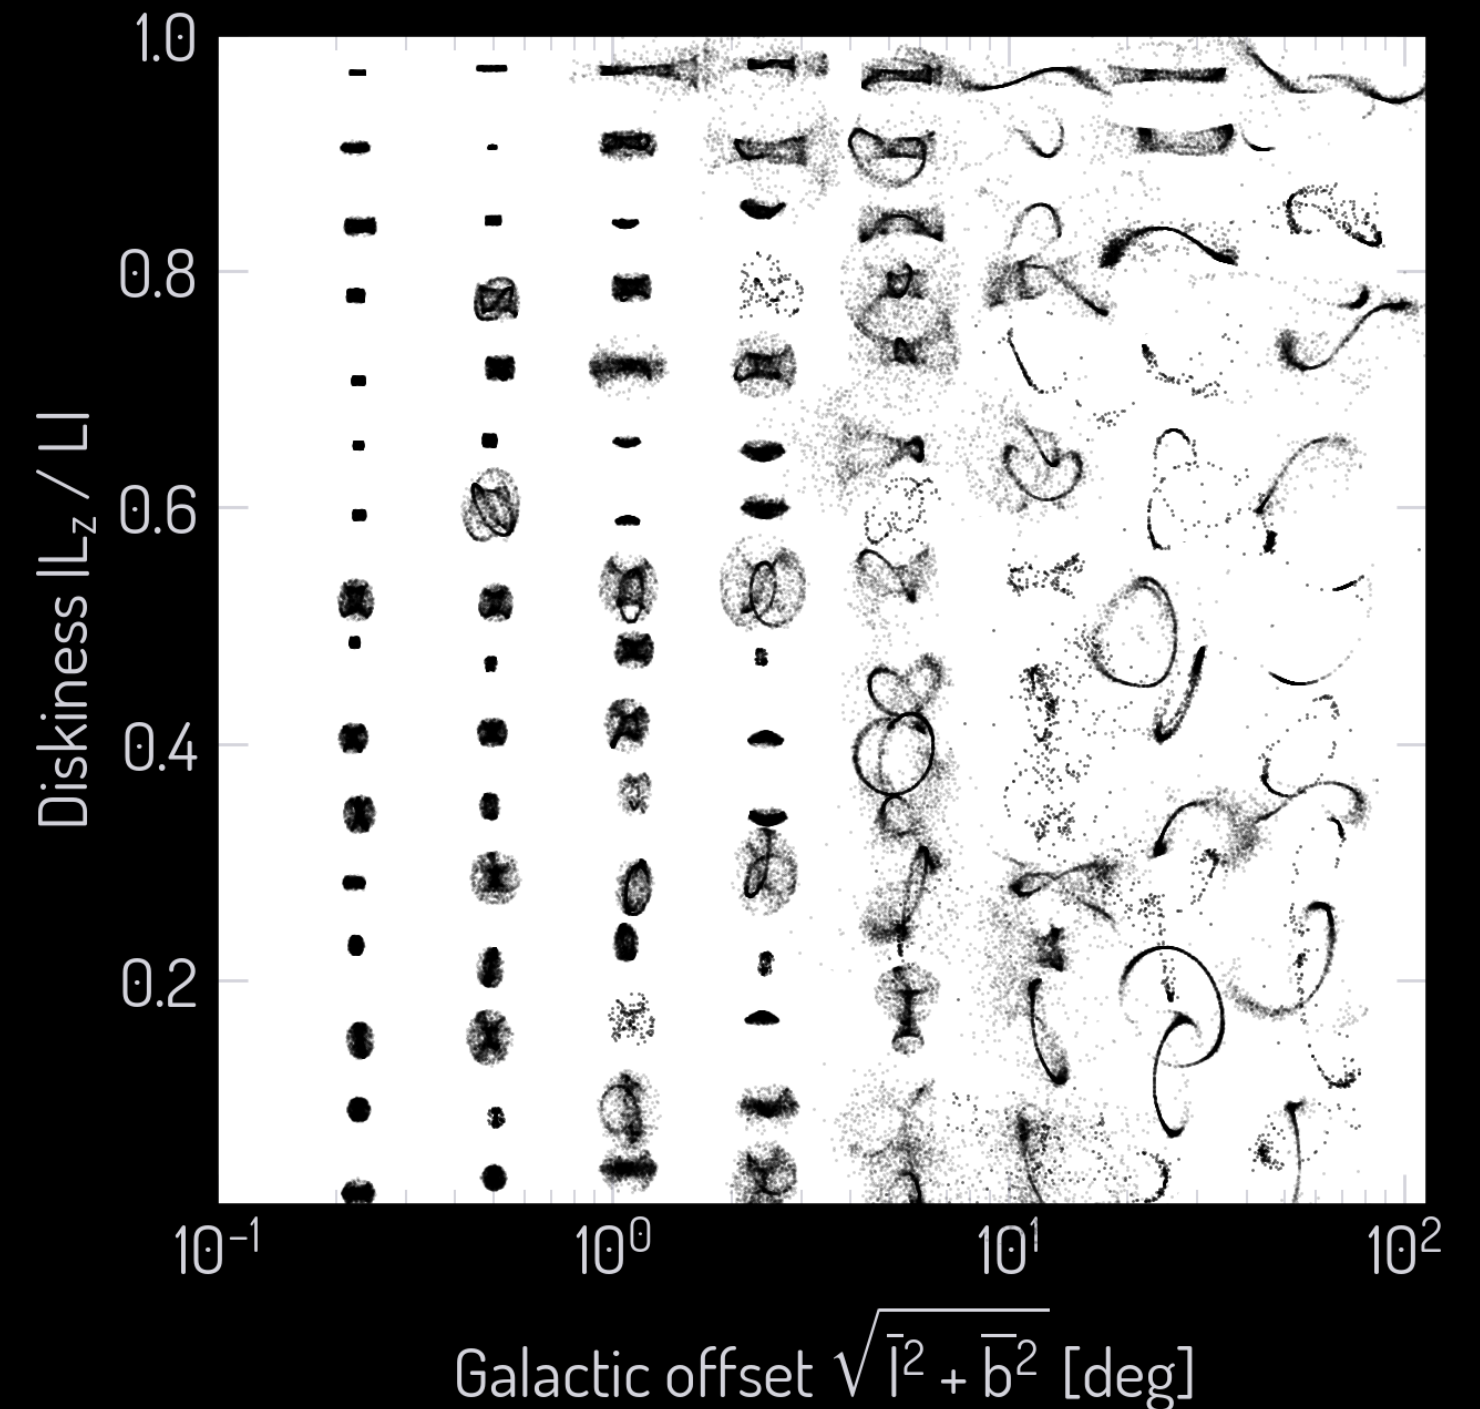 1.0
0.8
0.6
0.4
0.2
Diskiness |L_z / L|
10^-1 10^0 10^1 10^2
Galactic offset √(l̅² + b̅²) [deg]